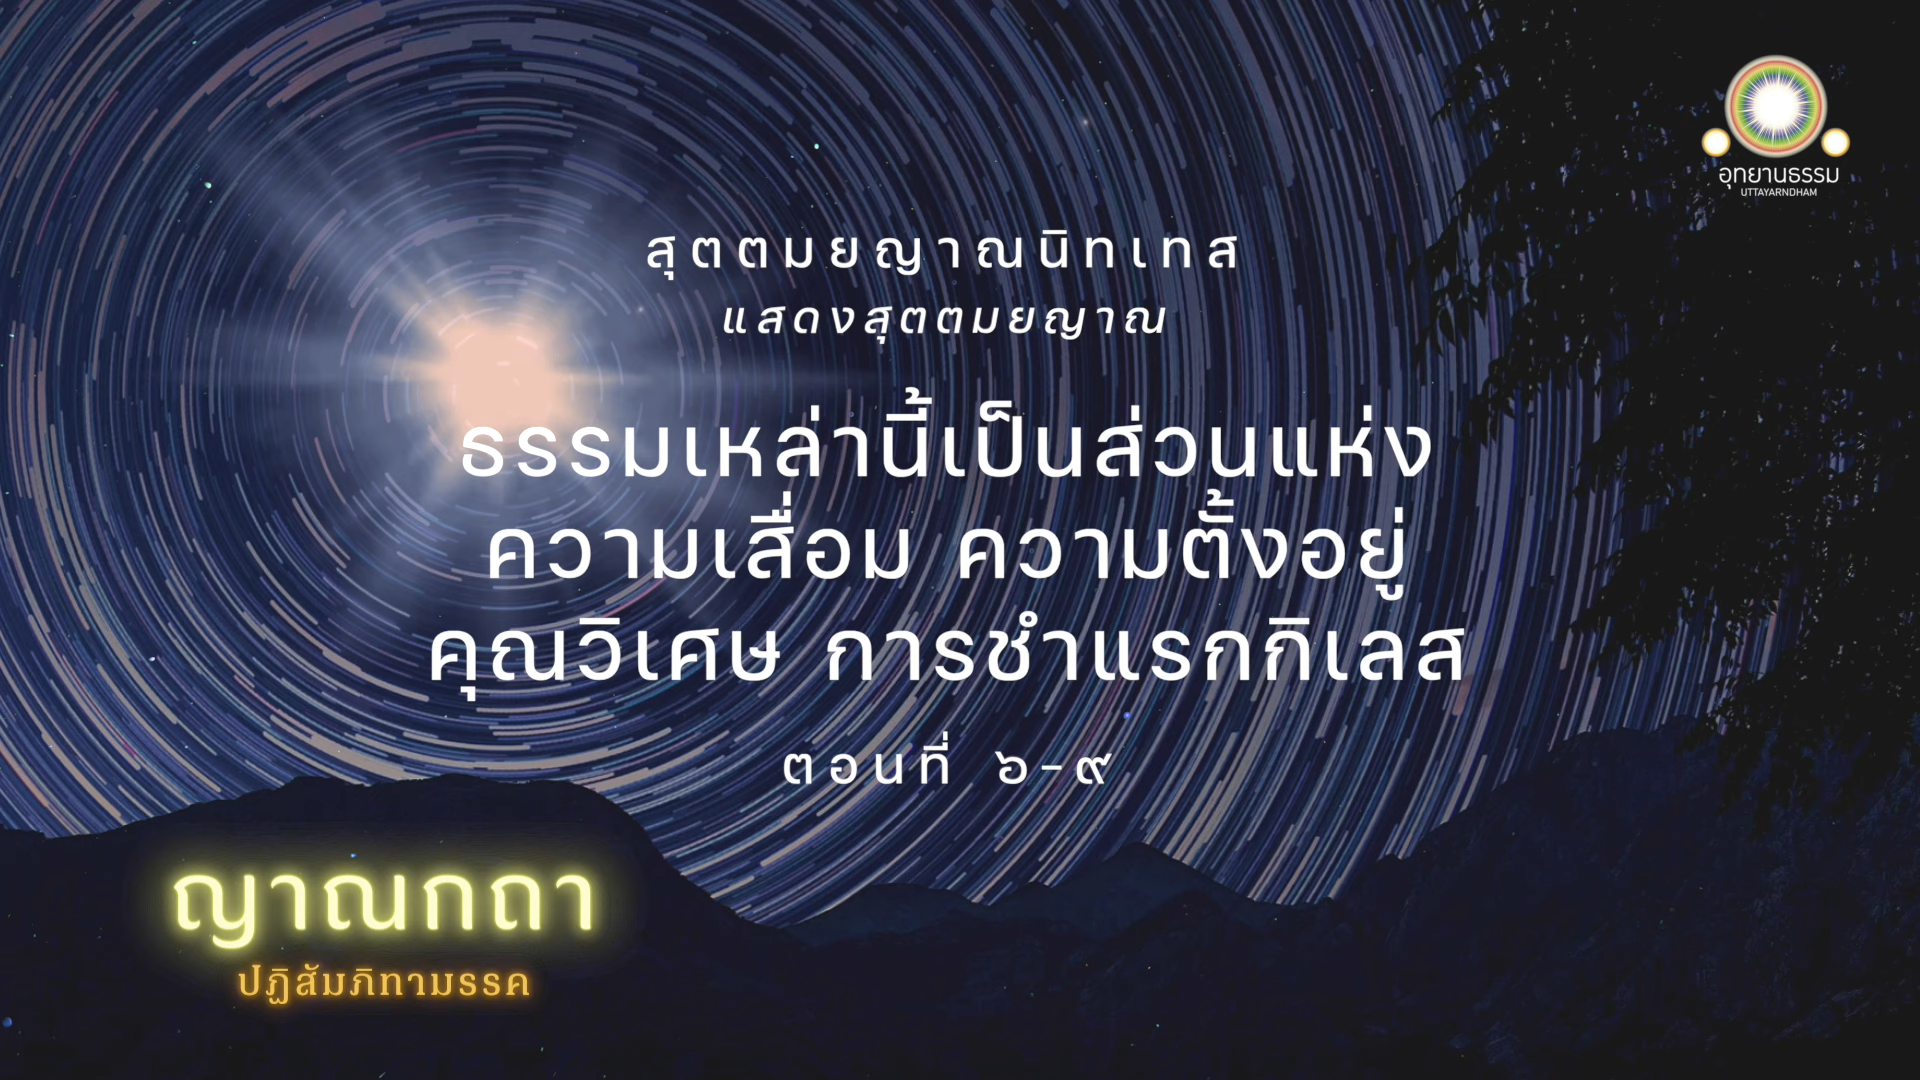 อุทยานธรรม
UTTAYARNDHAM
สุตตมยญาณนิทเทส
แสดงสุตตมยญาณ
ธรรมเหล่านี้เป็นส่วนแห่ง
ความเสื่อม ความตั้งอยู่
คุณวิเศษ การชำแรกกิเลส
ตอนที่ ๖-๙
ญาณกถา
ปฏิสัมภิทามรรค